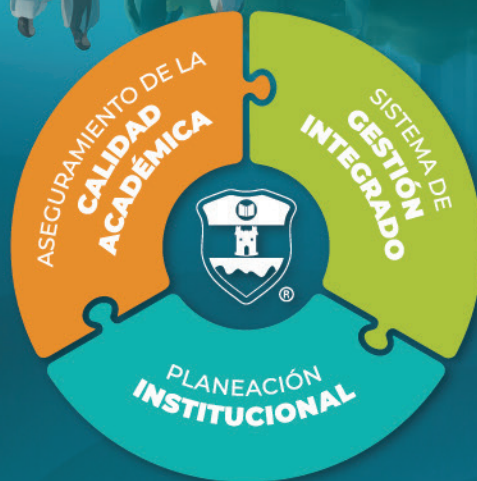 ASEGURAMIENTO DE LA
CALIDAD
ACADÉMICA
SISTEMA DE
GESTIÓN
INTEGRADO
PLANEACIÓN
INSTITUCIONAL
®